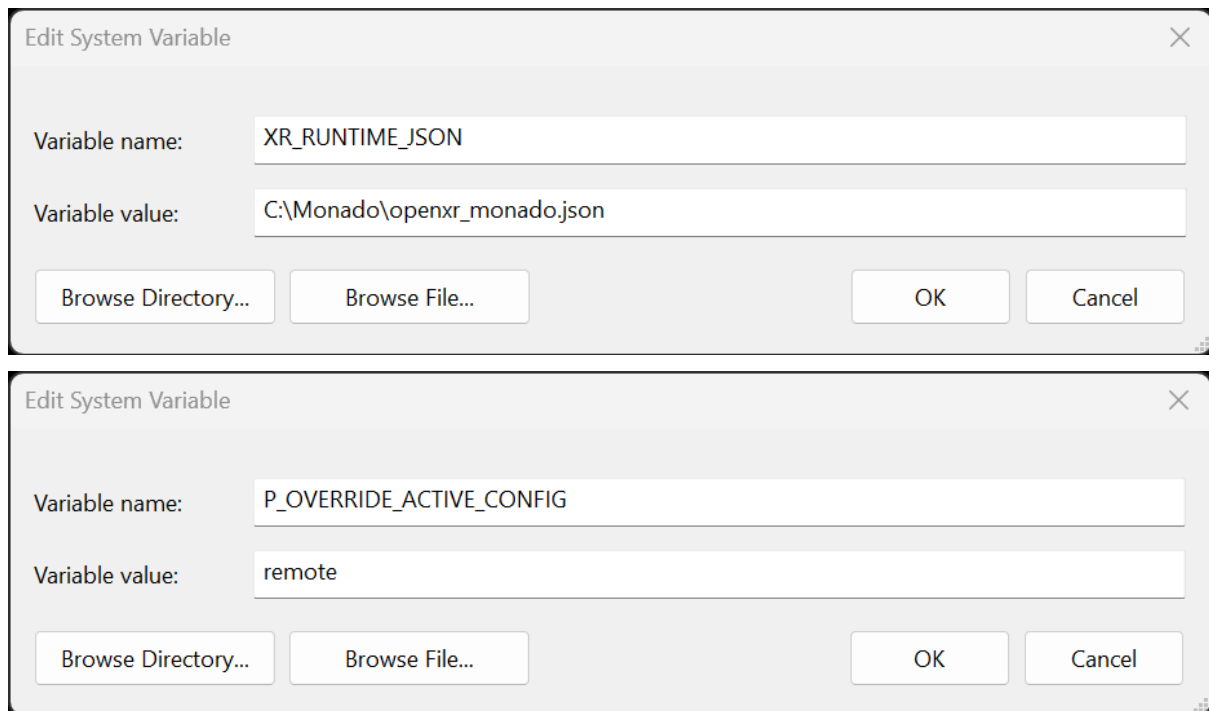 Edit System Variable
Variable name: XR_RUNTIME_JSON
Variable value: C:\Monado\openxr_monado.json
Browse Directory... Browse File... OK Cancel
Edit System Variable
Variable name: P_OVERRIDE_ACTIVE_CONFIG
Variable value: remote
Browse Directory... Browse File... OK Cancel